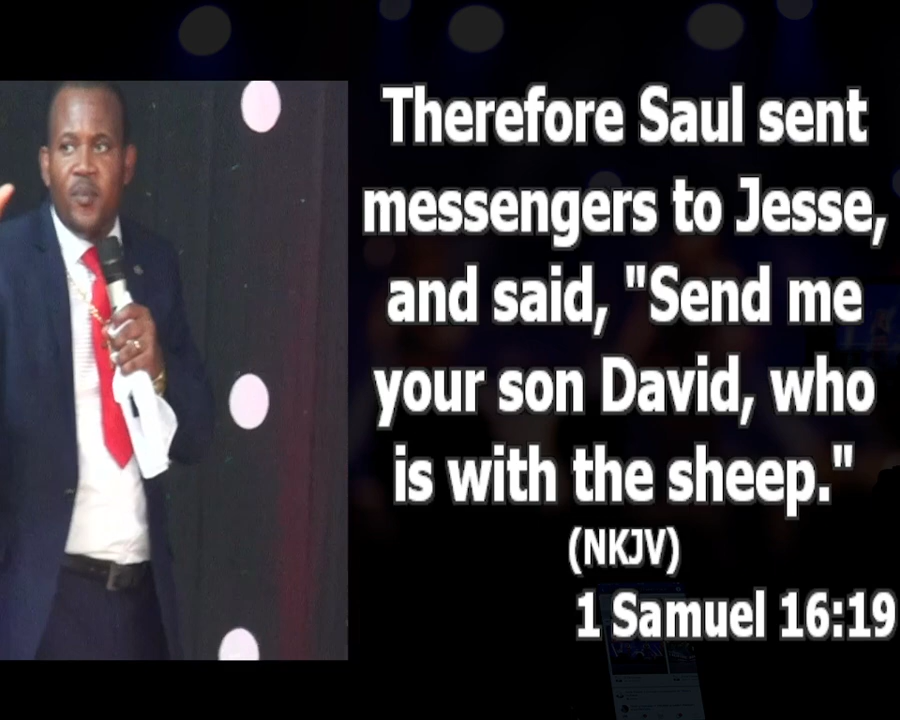 Therefore Saul sent
messengers to Jesse,
and said, "Send me
your son David, who
is with the sheep."
(NKJV)
1 Samuel 16:19